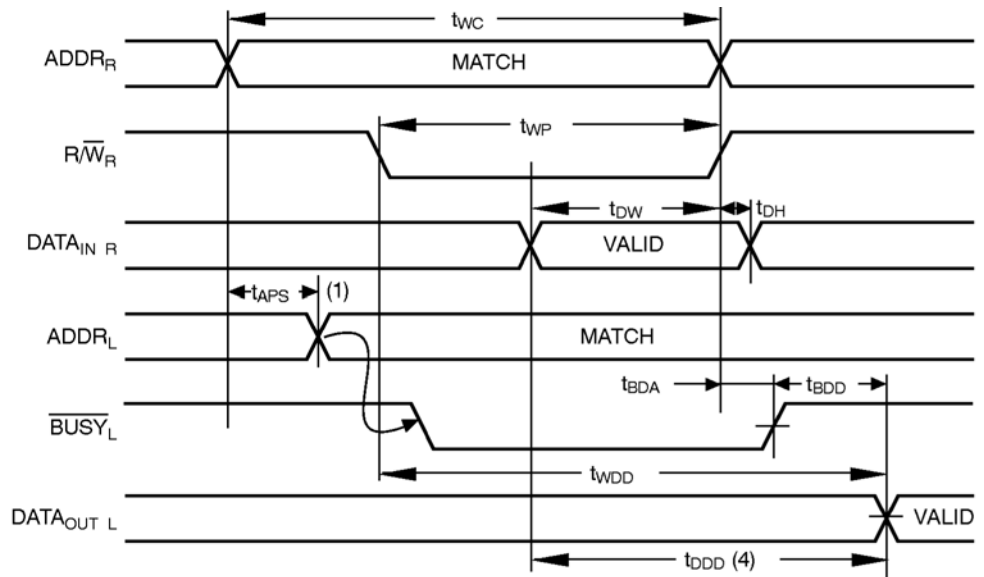 tWC
ADDRR MATCH
tWP
R/W̅R
tDW tDH
DATAIN R VALID
tAPS (1)
ADDRL MATCH
tBDA tBDD
B̅U̅S̅Y̅L
tWDD
DATAOUT L VALID
tDDD (4)